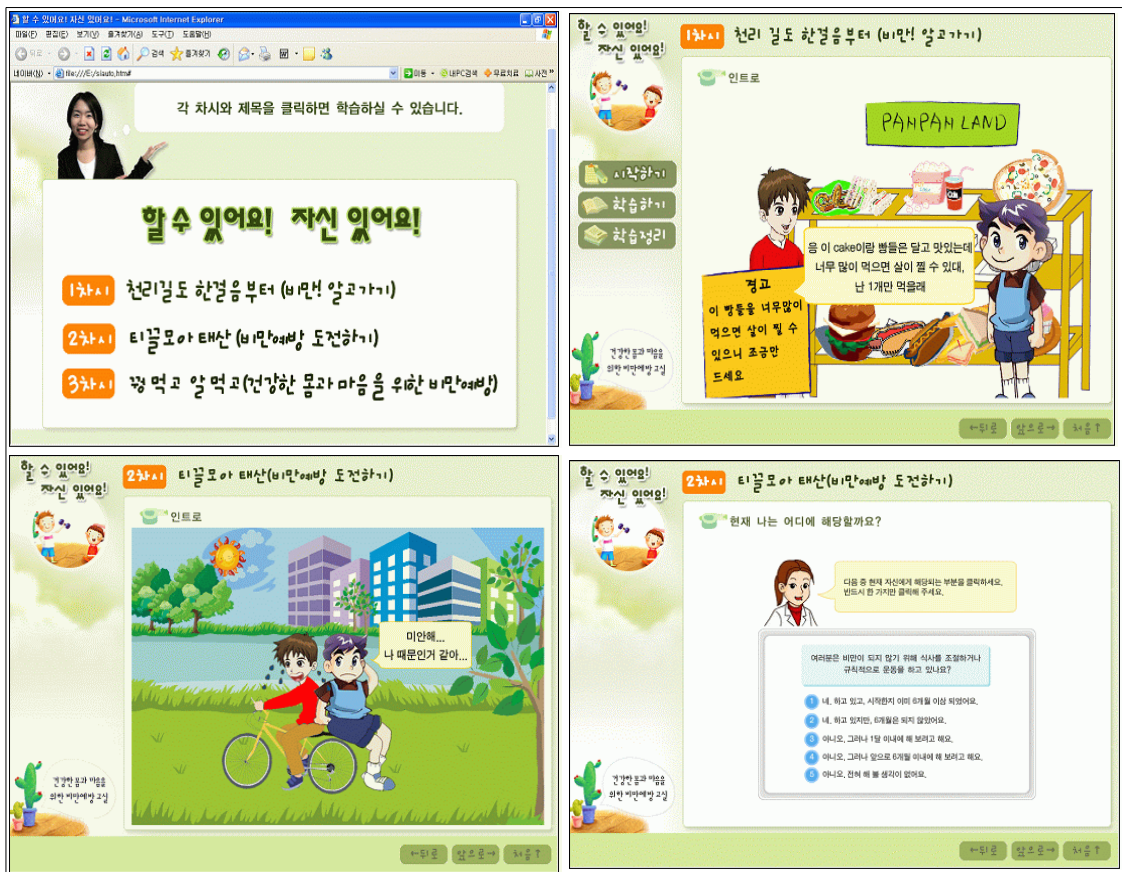 할 수 있어요! 자신 있어요! - Microsoft Internet Explorer
파일(F) 편집(E) 보기(V) 즐겨찾기(A) 도구(T) 도움말(H)
뒤로 검색 즐겨찾기
file:///E:/siauto.htm# 이동 내PC검색 무료치료 사전
각 차시와 제목을 클릭하면 학습하실 수 있습니다.
할 수 있어요! 자신 있어요!
1차시 천리길도 한걸음부터 (비만! 알고가기)
2차시 티끌모아 태산 (비만예방 도전하기)
3차시 꿩 먹고 알 먹고(건강한 몸과 마음을 위한 비만예방)
할 수 있어요!
자신 있어요!
1차시 천리 길도 한걸음부터 (비만! 알고가기)
인트로
PANPAN LAND
시작하기
학습하기
학습정리
응 이 cake이랑 빵들은 달고 맛있는데
너무 많이 먹으면 살이 찔 수 있대,
난 1개만 먹을래
경고
이 빵들을 너무많이
먹으면 살이 찔 수
있으니 조금만
드세요
건강한 몸과 마음을
위한 비만예방 교실
←뒤로 앞으로→ 처음↑
할 수 있어요!
자신 있어요!
2차시 티끌모아 태산(비만예방 도전하기)
인트로
미안해...
나 때문인거 같아...
건강한 몸과 마음을
위한 비만예방 교실
←뒤로 앞으로→ 처음↑
할 수 있어요!
자신 있어요!
2차시 티끌모아 태산(비만예방 도전하기)
현재 나는 어디에 해당할까요?
다음 중 현재 자신에게 해당되는 부분을 클릭하세요.
반드시 한 가지만 클릭해 주세요.
여러분은 비만이 되지 않기 위해 식사를 조절하거나
규칙적으로 운동을 하고 있나요?
1 네. 하고 있고, 시작한지 이미 6개월 이상 되었어요.
2 네. 하고 있지만, 6개월은 되지 않았어요.
3 아니오. 그러나 1달 이내에 해 보려고 해요.
4 아니오. 그러나 앞으로 6개월 이내에 해 보려고 해요.
5 아니오. 전혀 해 볼 생각이 없어요.
건강한 몸과 마음을
위한 비만예방 교실
←뒤로 앞으로→ 처음↑